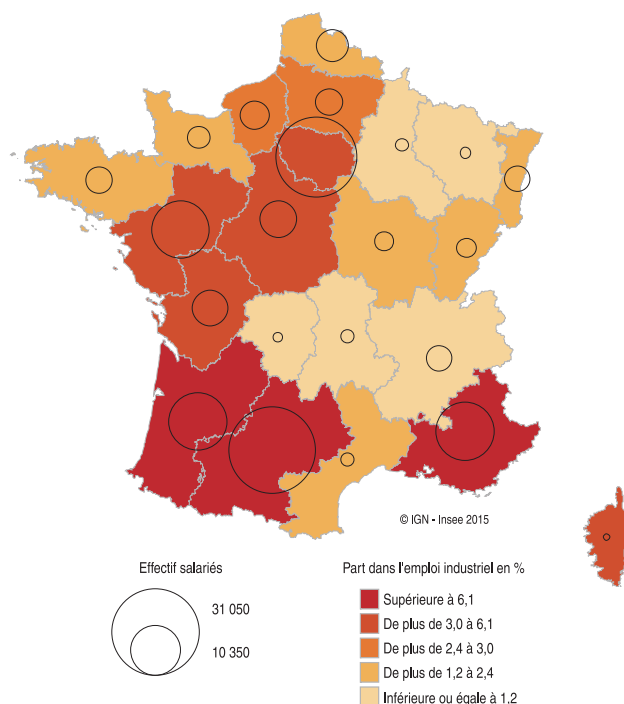 © IGN - Insee 2015
Effectif salariés
31 050
10 350
Part dans l'emploi industriel en %
Supérieure à 6,1
De plus de 3,0 à 6,1
De plus de 2,4 à 3,0
De plus de 1,2 à 2,4
Inférieure ou égale à 1,2